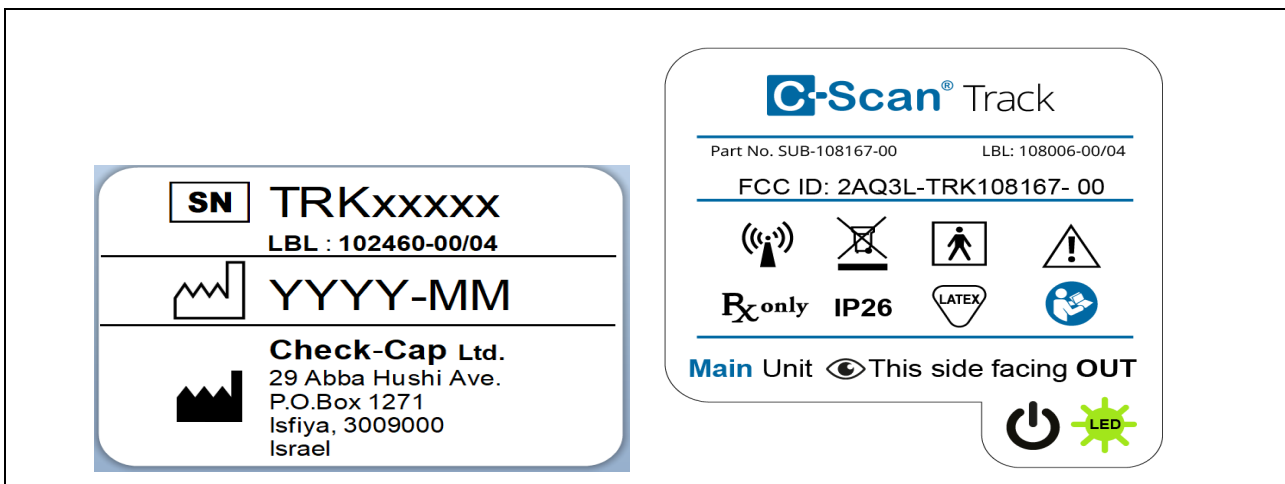 SN TRKxxxxx
LBL : 102460-00/04
YYYY-MM
Check-Cap Ltd.
29 Abba Hushi Ave.
P.O.Box 1271
Isfiya, 3009000
Israel
C-Scan® Track
Part No. SUB-108167-00 LBL: 108006-00/04
FCC ID: 2AQ3L-TRK108167- 00
Rx only IP26 LATEX
Main Unit This side facing OUT
LED